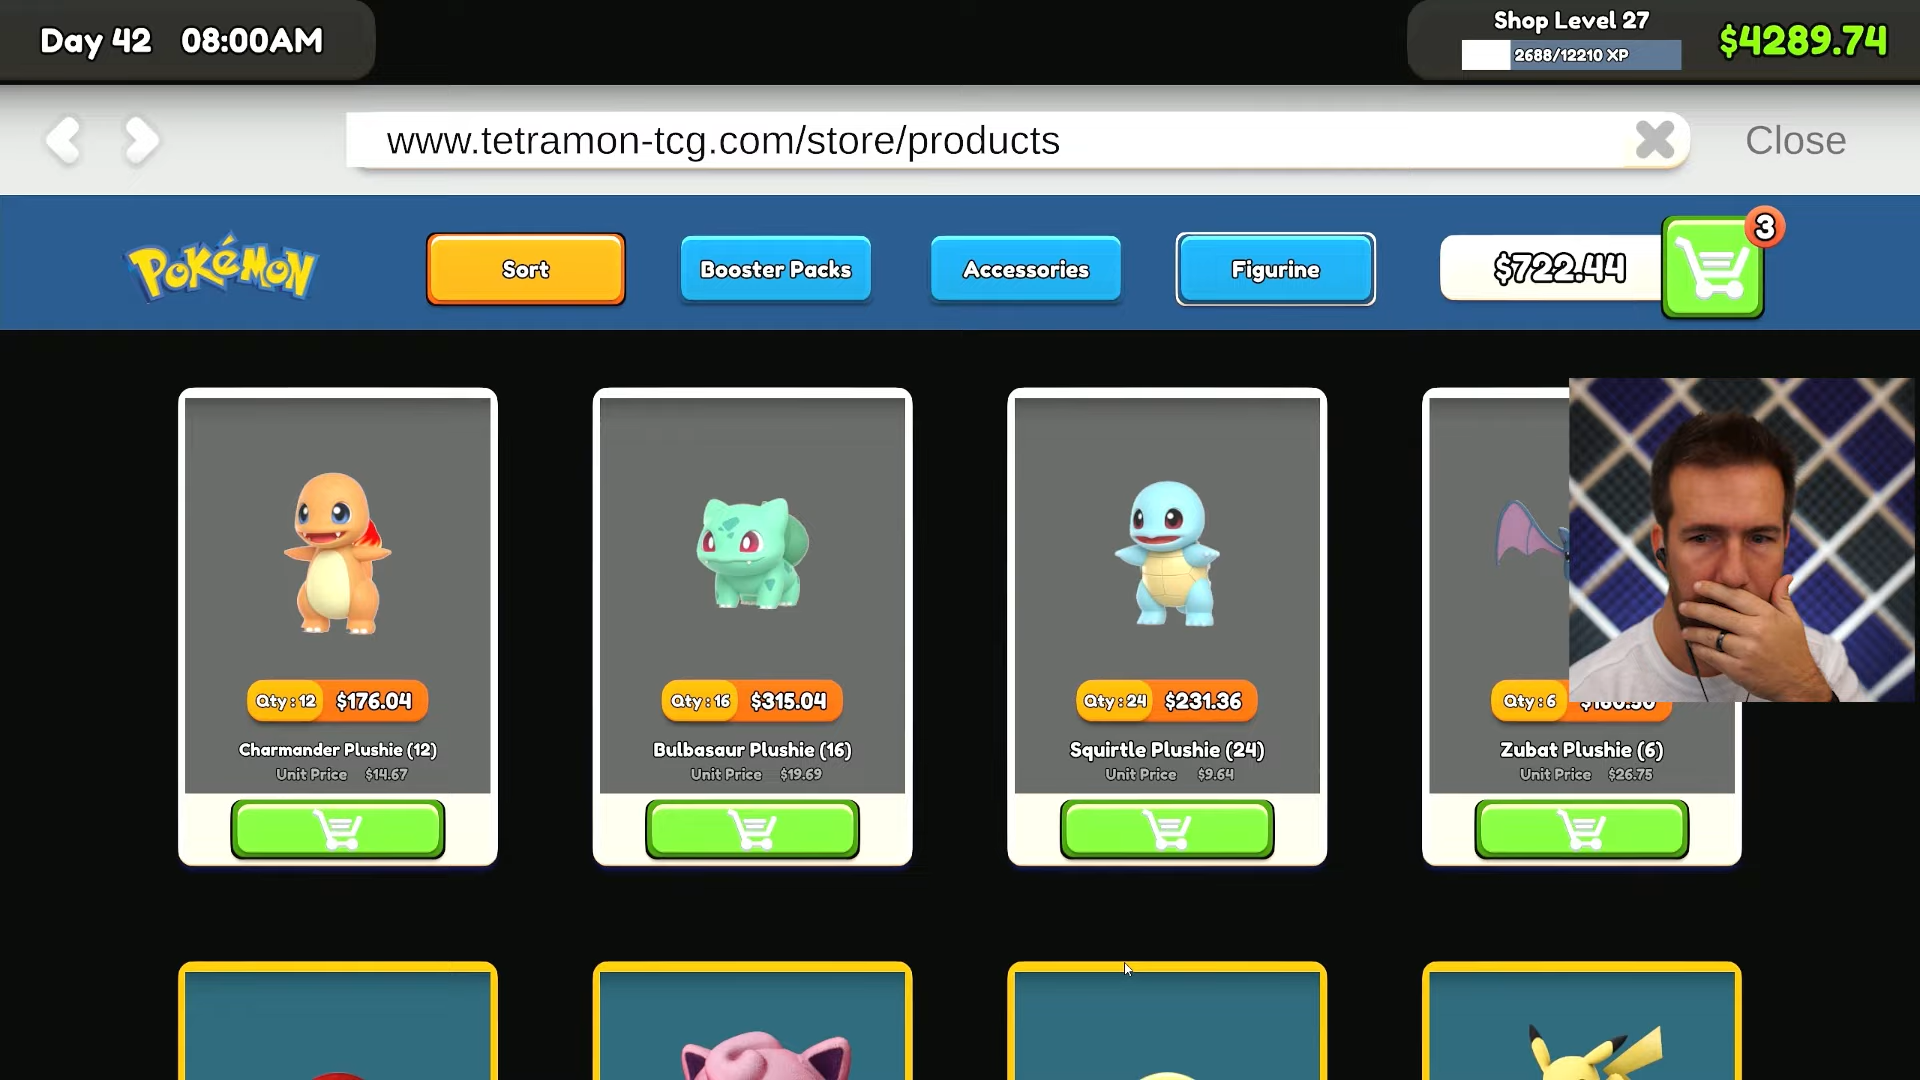 Day 42 08:00AM
Shop Level 27
2688/12210 XP
$4289.74
www.tetramon-tcg.com/store/products
Close
POKéMON
Sort
Booster Packs
Accessories
Figurine
$722.44
3
Qty:12 $176.04
Charmander Plushie (12)
Unit Price $14.67
Qty:16 $315.04
Bulbasaur Plushie (16)
Unit Price $19.69
Qty:24 $231.36
Squirtle Plushie (24)
Unit Price $9.64
Qty:6
Zubat Plushie (6)
Unit Price $26.75